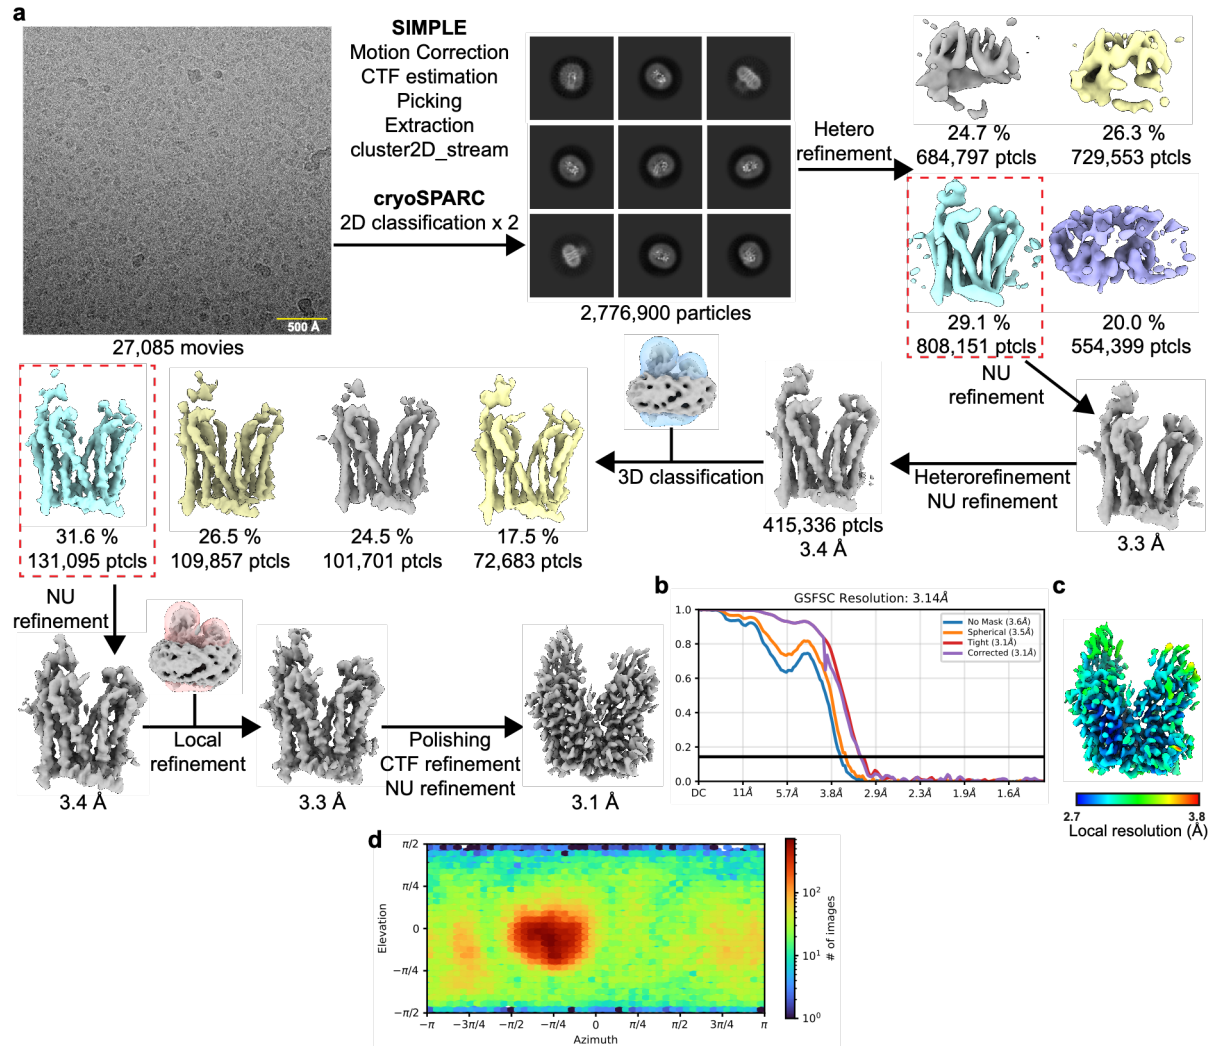 a
SIMPLE
Motion Correction
CTF estimation
Picking
Extraction
cluster2D_stream
cryoSPARC
2D classification x 2
500 Å
27,085 movies
2,776,900 particles
Hetero
refinement
24.7 %
684,797 ptcls
26.3 %
729,553 ptcls
29.1 %
808,151 ptcls
20.0 %
554,399 ptcls
NU
refinement
3.3 Å
Heterorefinement
NU refinement
415,336 ptcls
3.4 Å
3D classification
31.6 %
131,095 ptcls
26.5 %
109,857 ptcls
24.5 %
101,701 ptcls
17.5 %
72,683 ptcls
NU
refinement
3.4 Å
Local
refinement
3.3 Å
Polishing
CTF refinement
NU refinement
3.1 Å
b
GSFSC Resolution: 3.14Å
1.0
0.8
0.6
0.4
0.2
0.0
No Mask (3.6Å)
Spherical (3.5Å)
Tight (3.1Å)
Corrected (3.1Å)
DC
11Å
5.7Å
3.8Å
2.9Å
2.3Å
1.9Å
1.6Å
c
2.7
3.8
Local resolution (Å)
d
π/2
π/4
0
−π/4
−π/2
Elevation
−π
−3π/4
−π/2
−π/4
0
π/4
π/2
3π/4
π
Azimuth
10²
10¹
10⁰
# of images